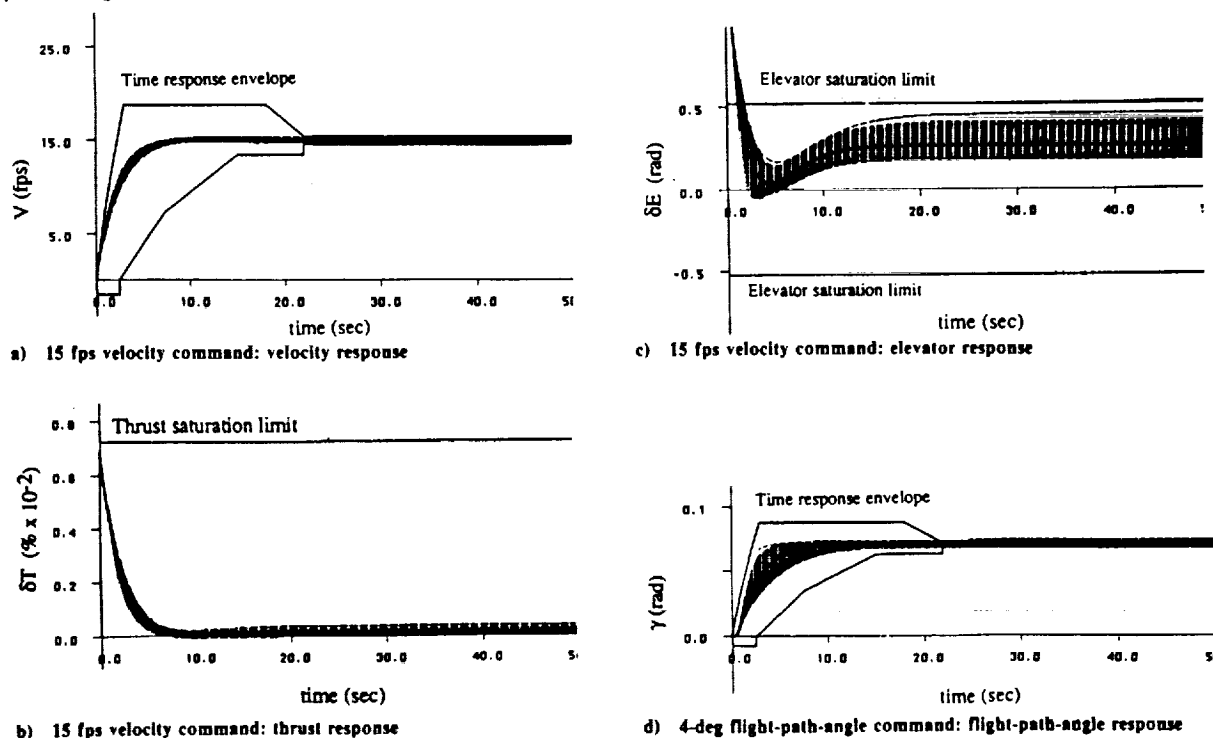 25.0
Time response envelope
15.0
V (fps)
5.0
0.0 10.0 20.0 30.0 40.0 50
time (sec)
a) 15 fps velocity command: velocity response
Elevator saturation limit
0.5
δE (rad)
0.0
0.0 10.0 20.0 30.0 40.0
-0.5
Elevator saturation limit
time (sec)
c) 15 fps velocity command: elevator response
0.8
Thrust saturation limit
0.6
δT (% x 10-2)
0.4
0.2
0.0
0.0 10.0 20.0 30.0 40.0 50
time (sec)
b) 15 fps velocity command: thrust response
Time response envelope
0.1
γ (rad)
0.0
0.0 10.0 20.0 30.0 40.0 50
time (sec)
d) 4-deg flight-path-angle command: flight-path-angle response